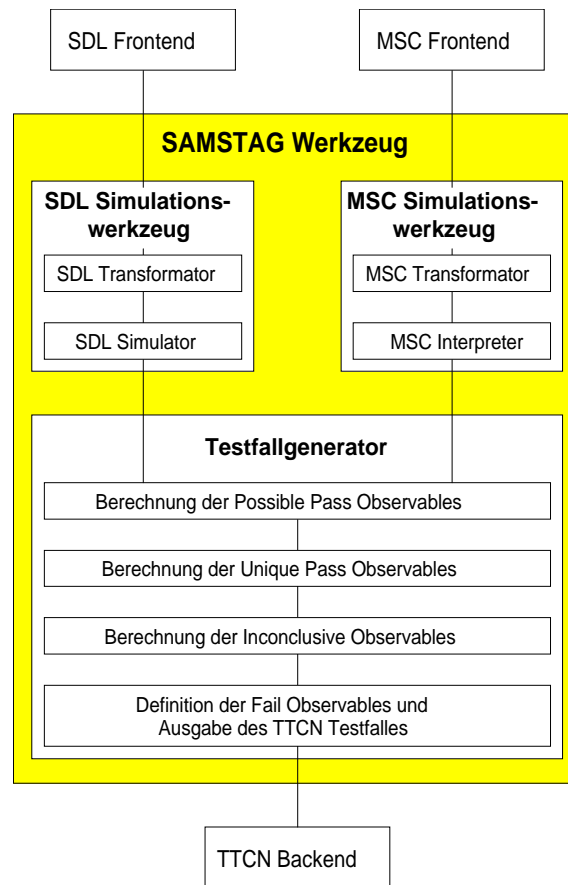 SDL Frontend
MSC Frontend
SAMSTAG Werkzeug
SDL Simulations-
werkzeug
SDL Transformator
SDL Simulator
MSC Simulations-
werkzeug
MSC Transformator
MSC Interpreter
Testfallgenerator
Berechnung der Possible Pass Observables
Berechnung der Unique Pass Observables
Berechnung der Inconclusive Observables
Definition der Fail Observables und
Ausgabe des TTCN Testfalles
TTCN Backend